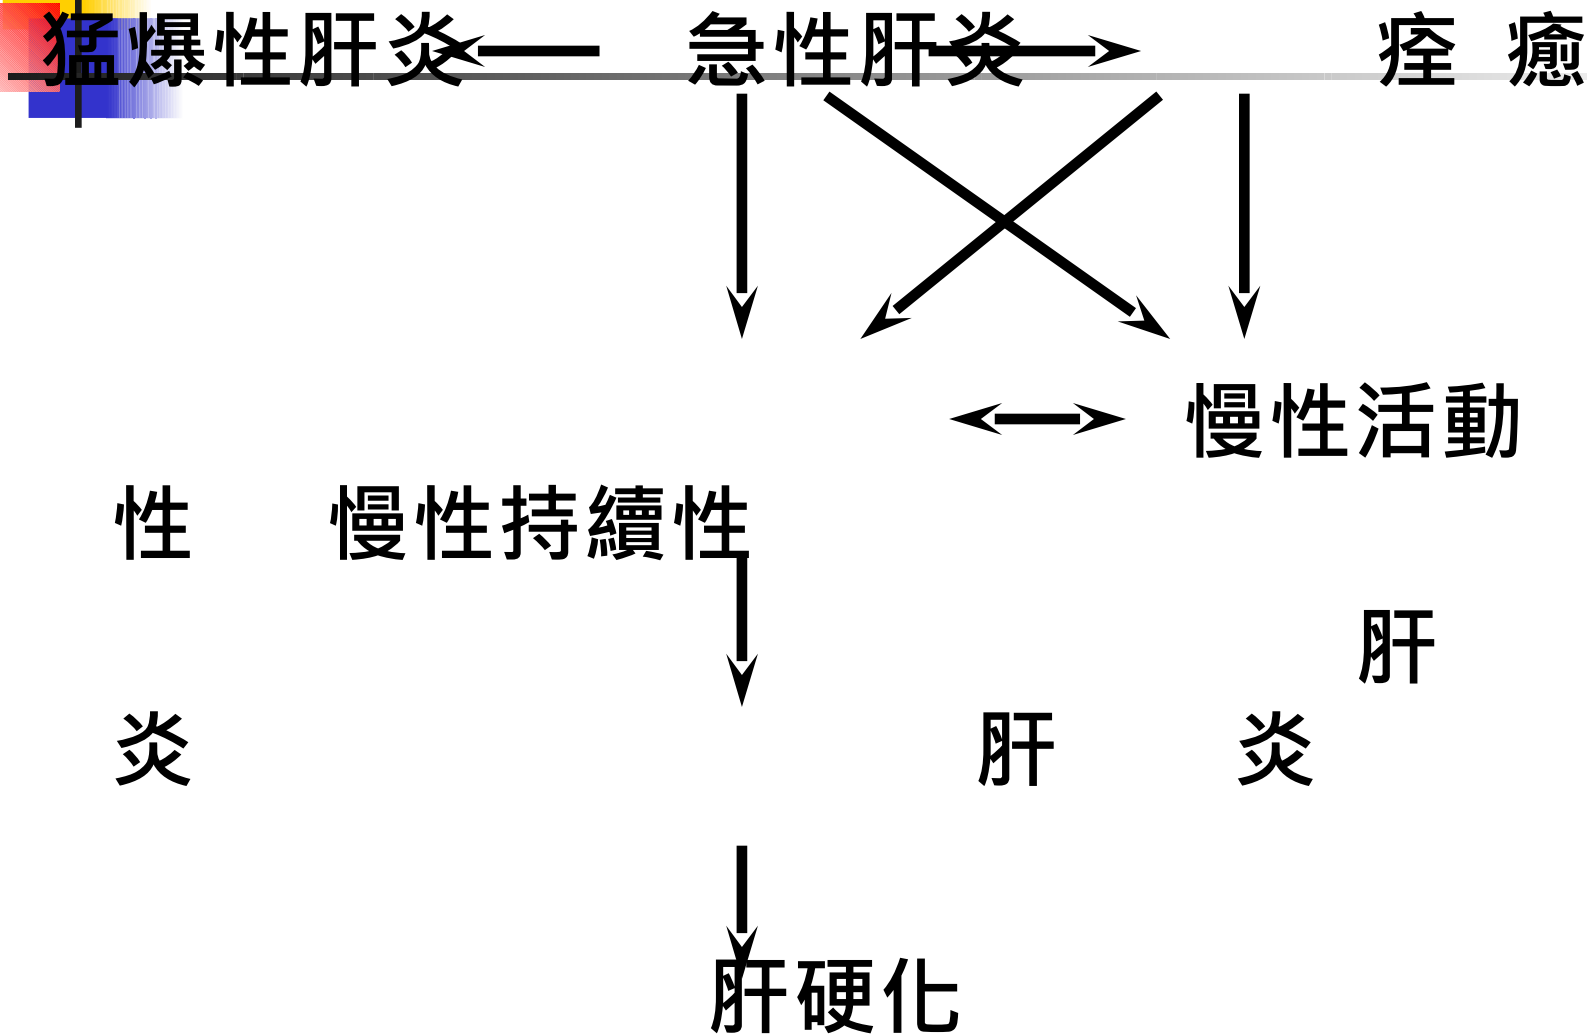 猛爆性肝炎 急性肝炎 痊 癒
慢性活動
性 慢性持續性
肝
炎 肝 炎
肝硬化